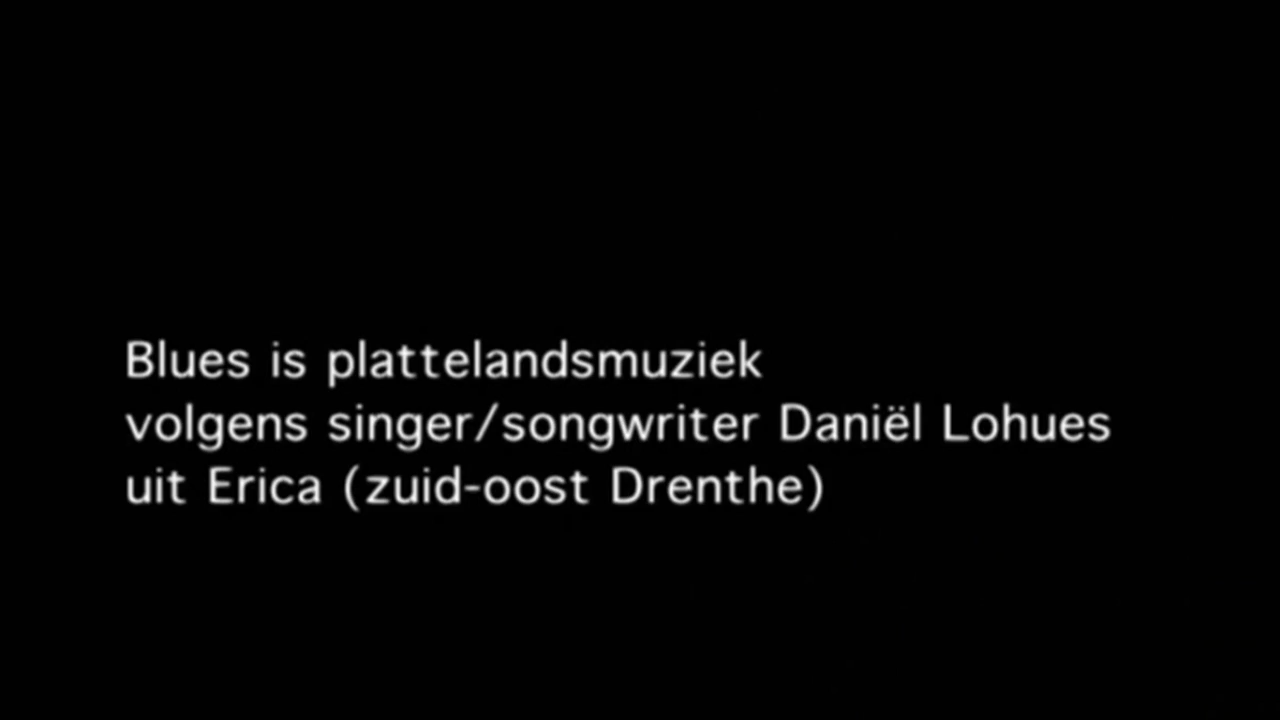 Blues is plattelandsmuziek
volgens singer/songwriter Daniël Lohues
uit Erica (zuid-oost Drenthe)